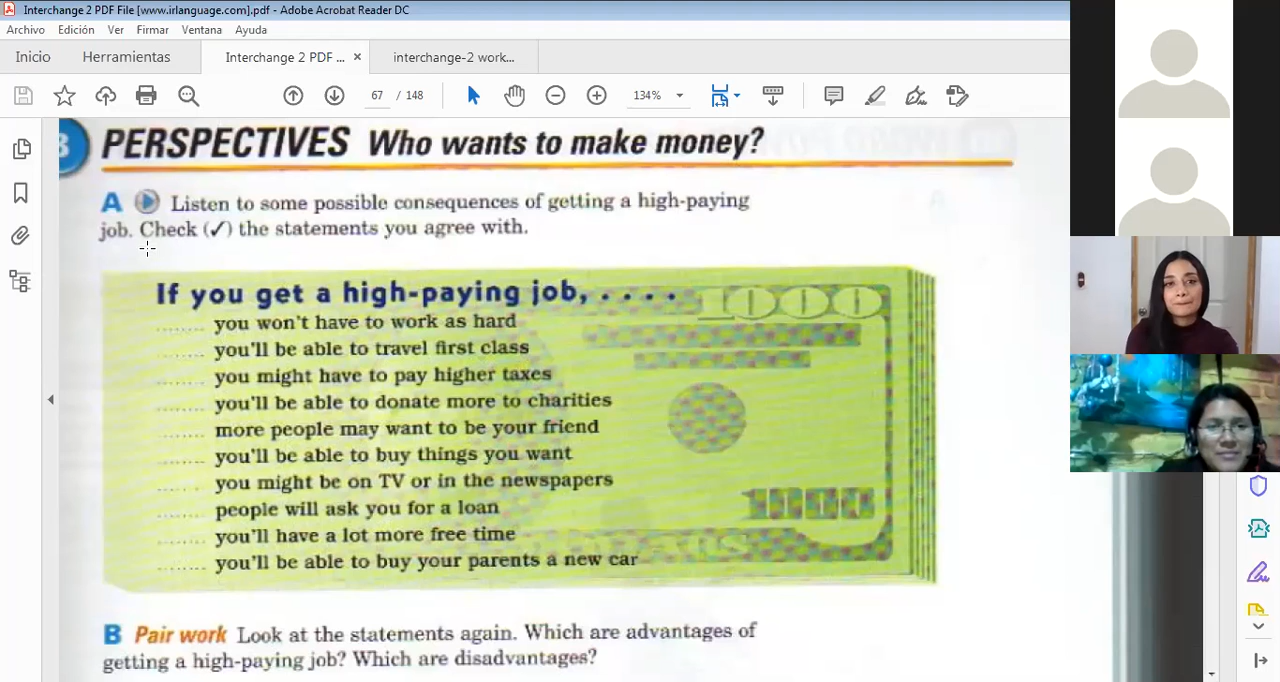 Interchange 2 PDF File [www.irlanguage.com].pdf - Adobe Acrobat Reader DC
Archivo Edición Ver Firmar Ventana Ayuda
Inicio Herramientas Interchange 2 PDF ... × interchange-2 work...
67 / 148 134%
3 PERSPECTIVES Who wants to make money?
A Listen to some possible consequences of getting a high-paying
job. Check (✓) the statements you agree with.
If you get a high-paying job, . . . .
1000
........ you won't have to work as hard
........ you'll be able to travel first class
........ you might have to pay higher taxes
........ you'll be able to donate more to charities
........ more people may want to be your friend
........ you'll be able to buy things you want
........ you might be on TV or in the newspapers
1000
........ people will ask you for a loan
........ you'll have a lot more free time
........ you'll be able to buy your parents a new car
B Pair work Look at the statements again. Which are advantages of
getting a high-paying job? Which are disadvantages?